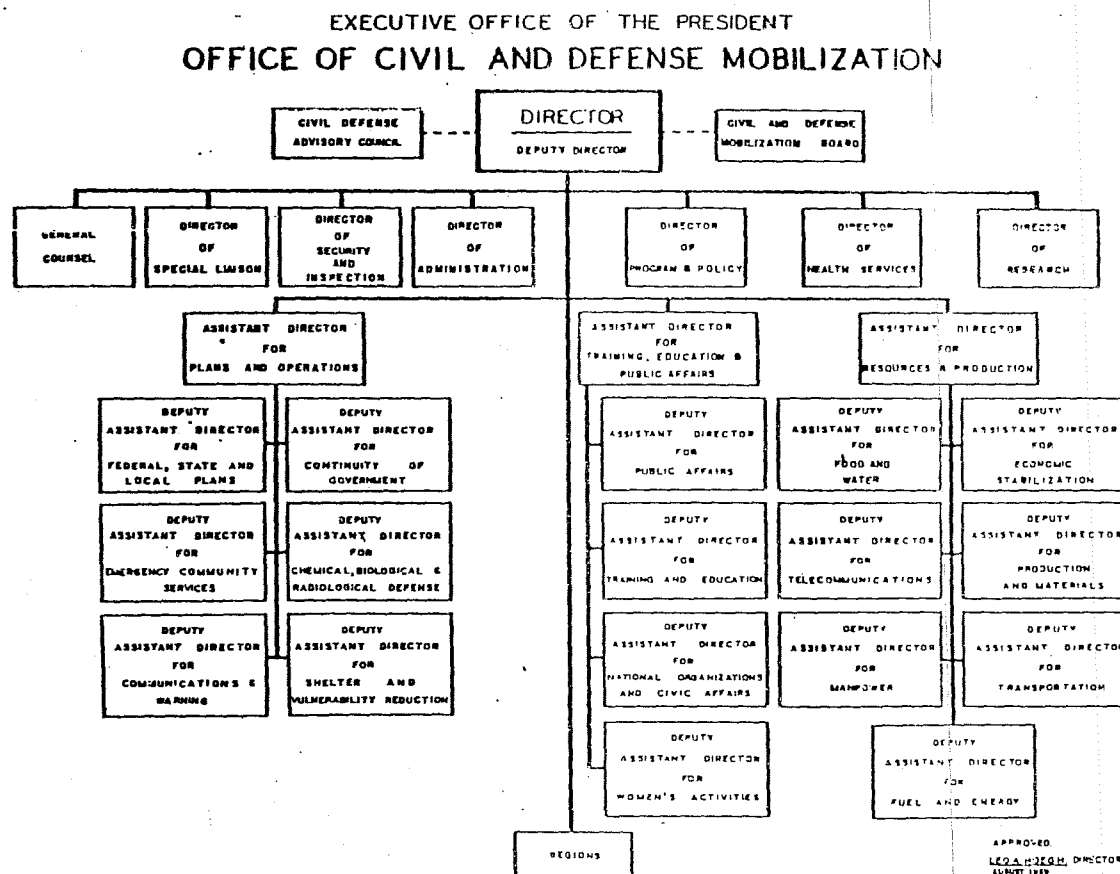 EXECUTIVE OFFICE OF THE PRESIDENT
OFFICE OF CIVIL AND DEFENSE MOBILIZATION
CIVIL DEFENSE
ADVISORY COUNCIL
DIRECTOR
DEPUTY DIRECTOR
CIVIL AND DEFENSE
MOBILIZATION BOARD
GENERAL
COUNSEL
DIRECTOR
OF
SPECIAL LIAISON
DIRECTOR
OF
SECURITY
AND
INSPECTION
DIRECTOR
OF
ADMINISTRATION
DIRECTOR
OF
PROGRAM & POLICY
DIRECTOR
OF
HEALTH SERVICES
DIRECTOR
OF
RESEARCH
ASSISTANT DIRECTOR
FOR
PLANS AND OPERATIONS
ASSISTANT DIRECTOR
FOR
TRAINING, EDUCATION &
PUBLIC AFFAIRS
ASSISTANT DIRECTOR
FOR
RESOURCES & PRODUCTION
DEPUTY
ASSISTANT DIRECTOR
FOR
FEDERAL, STATE AND
LOCAL PLANS
DEPUTY
ASSISTANT DIRECTOR
FOR
CONTINUITY OF
GOVERNMENT
DEPUTY
ASSISTANT DIRECTOR
FOR
PUBLIC AFFAIRS
DEPUTY
ASSISTANT DIRECTOR
FOR
FOOD AND
WATER
DEPUTY
ASSISTANT DIRECTOR
FOR
ECONOMIC
STABILIZATION
DEPUTY
ASSISTANT DIRECTOR
FOR
EMERGENCY COMMUNITY
SERVICES
DEPUTY
ASSISTANT DIRECTOR
FOR
CHEMICAL, BIOLOGICAL &
RADIOLOGICAL DEFENSE
DEPUTY
ASSISTANT DIRECTOR
FOR
TRAINING AND EDUCATION
DEPUTY
ASSISTANT DIRECTOR
FOR
TELECOMMUNICATIONS
DEPUTY
ASSISTANT DIRECTOR
FOR
PRODUCTION
AND MATERIALS
DEPUTY
ASSISTANT DIRECTOR
FOR
COMMUNICATIONS &
WARNING
DEPUTY
ASSISTANT DIRECTOR
FOR
SHELTER AND
VULNERABILITY REDUCTION
DEPUTY
ASSISTANT DIRECTOR
FOR
NATIONAL ORGANIZATIONS
AND CIVIC AFFAIRS
DEPUTY
ASSISTANT DIRECTOR
FOR
MANPOWER
DEPUTY
ASSISTANT DIRECTOR
FOR
TRANSPORTATION
DEPUTY
ASSISTANT DIRECTOR
FOR
WOMEN'S ACTIVITIES
DEPUTY
ASSISTANT DIRECTOR
FOR
FUEL AND ENERGY
REGIONS
APPROVED
LEO A. HOEGH, DIRECTOR
AUGUST